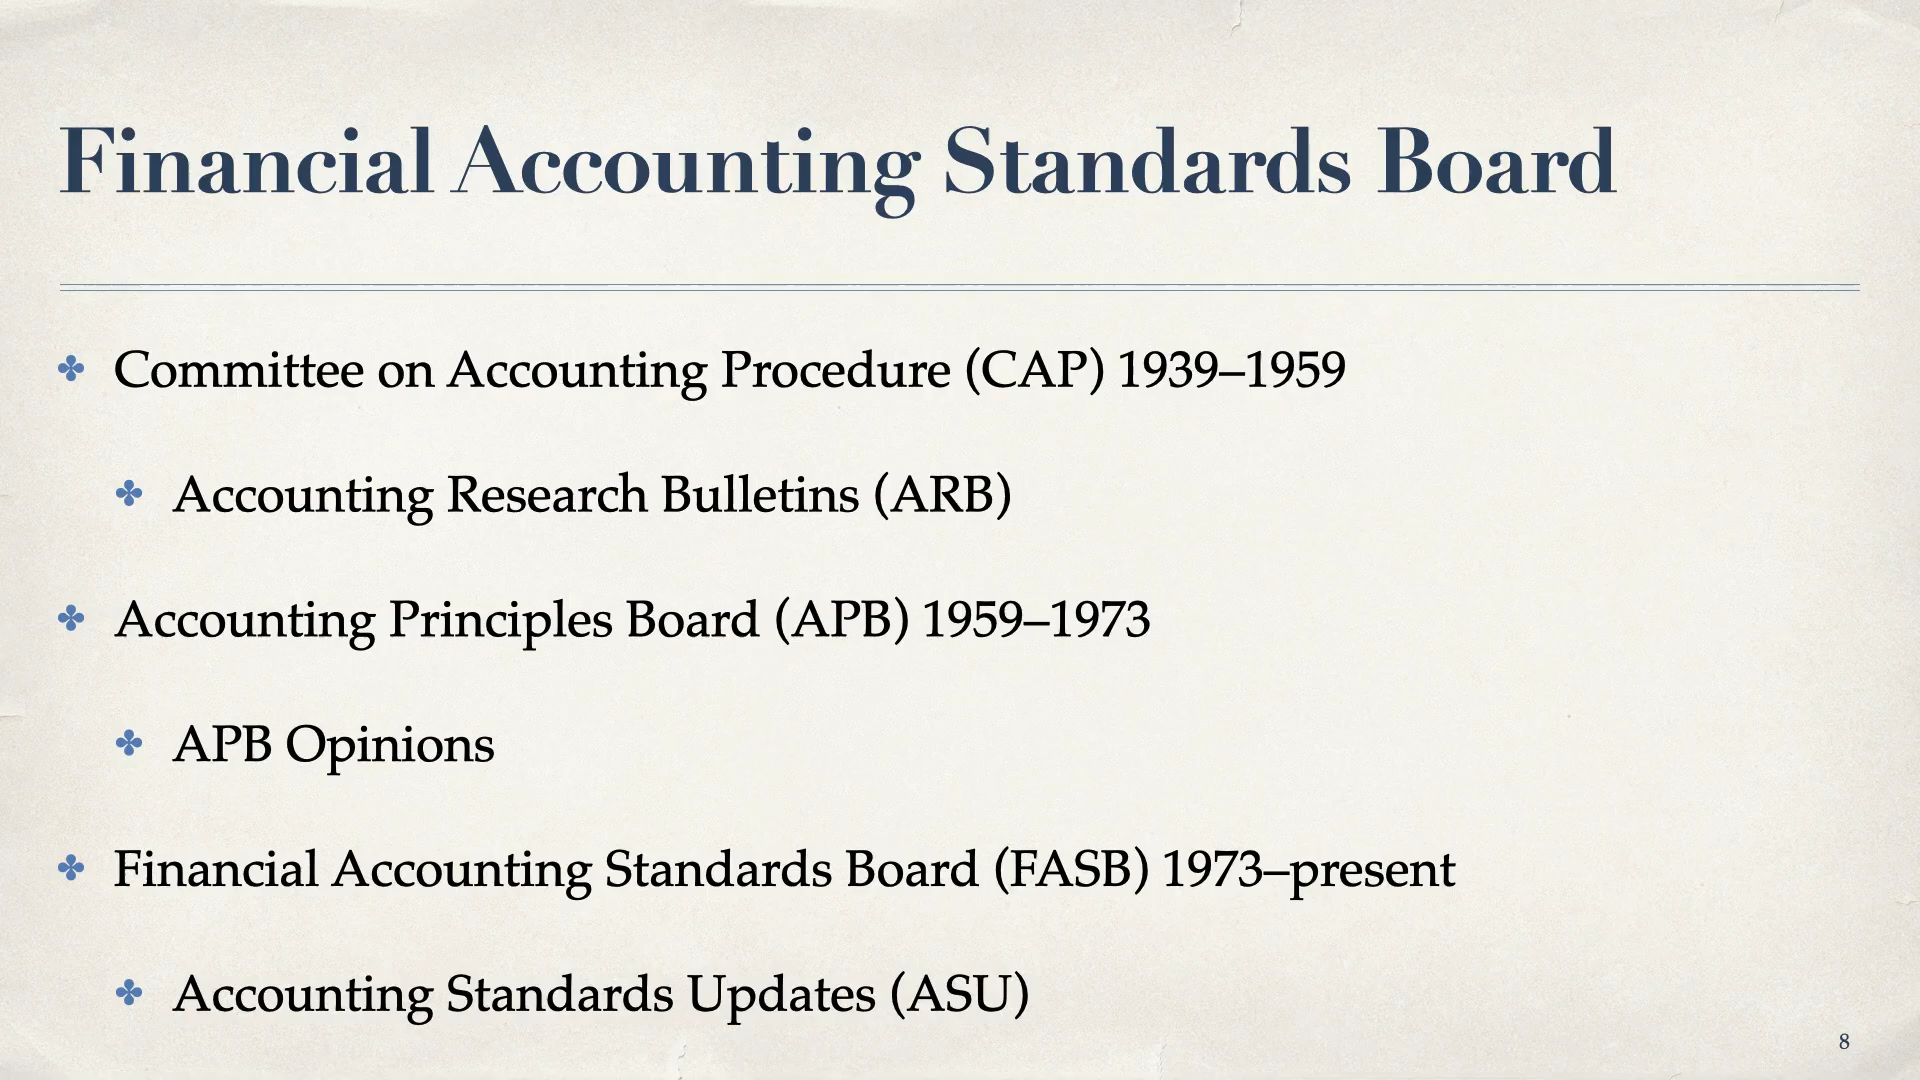 Financial Accounting Standards Board
Committee on Accounting Procedure (CAP) 1939–1959
Accounting Research Bulletins (ARB)
Accounting Principles Board (APB) 1959–1973
APB Opinions
Financial Accounting Standards Board (FASB) 1973–present
Accounting Standards Updates (ASU)
8